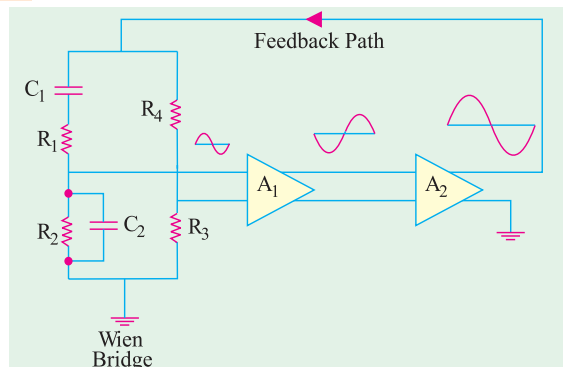 Feedback Path
C1
R4
R1
A1
A2
R2
C2
R3
Wien
Bridge